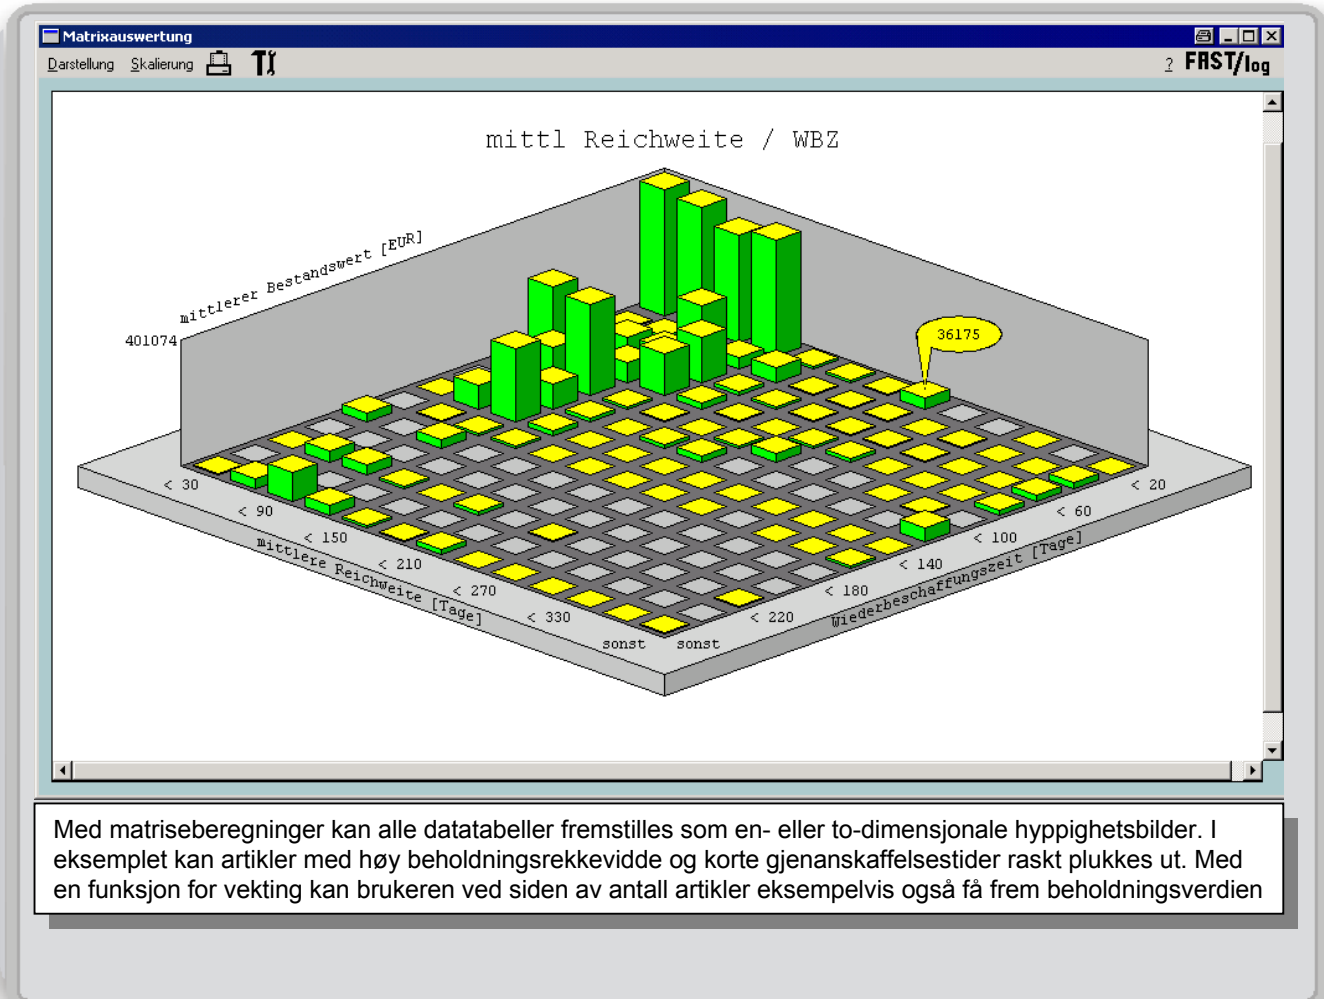 Matrixauswertung
Darstellung Skalierung
? FAST/log
mittl Reichweite / WBZ
mittlerer Bestandswert [EUR]
401074
36175
< 30
< 90
< 150
< 210
< 270
< 330
sonst
mittlere Reichweite [Tage]
sonst
< 220
< 180
< 140
< 100
< 60
< 20
Wiederbeschaffungszeit [Tage]
Med matriseberegninger kan alle datatabeller fremstilles som en- eller to-dimensjonale hyppighetsbilder. I
eksemplet kan artikler med høy beholdningsrekkevidde og korte gjenanskaffelsestider raskt plukkes ut. Med
en funksjon for vekting kan brukeren ved siden av antall artikler eksempelvis også få frem beholdningsverdien